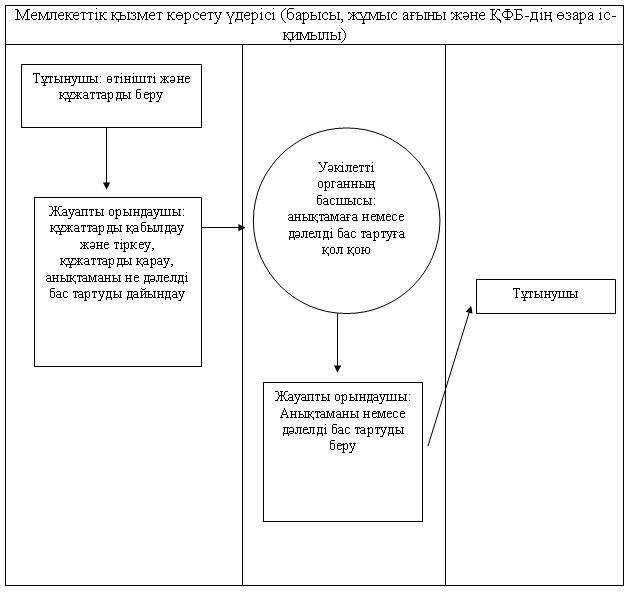 Мемлекеттік қызмет көрсету үдерісі (барысы, жұмыс ағыны және ҚФБ-дің өзара іс-
қимылы)
Тұтынушы: өтінішті және
құжаттарды беру
Жауапты орындаушы:
құжаттарды қабылдау
және тіркеу,
құжаттарды қарау,
анықтаманы не дәлелді
бас тартуды дайындау
Уәкілетті
органның
басшысы:
анықтамаға немесе
дәлелді бас тартуға
қол қою
Жауапты орындаушы:
Анықтаманы немесе
дәлелді бас тартуды
беру
Тұтынушы